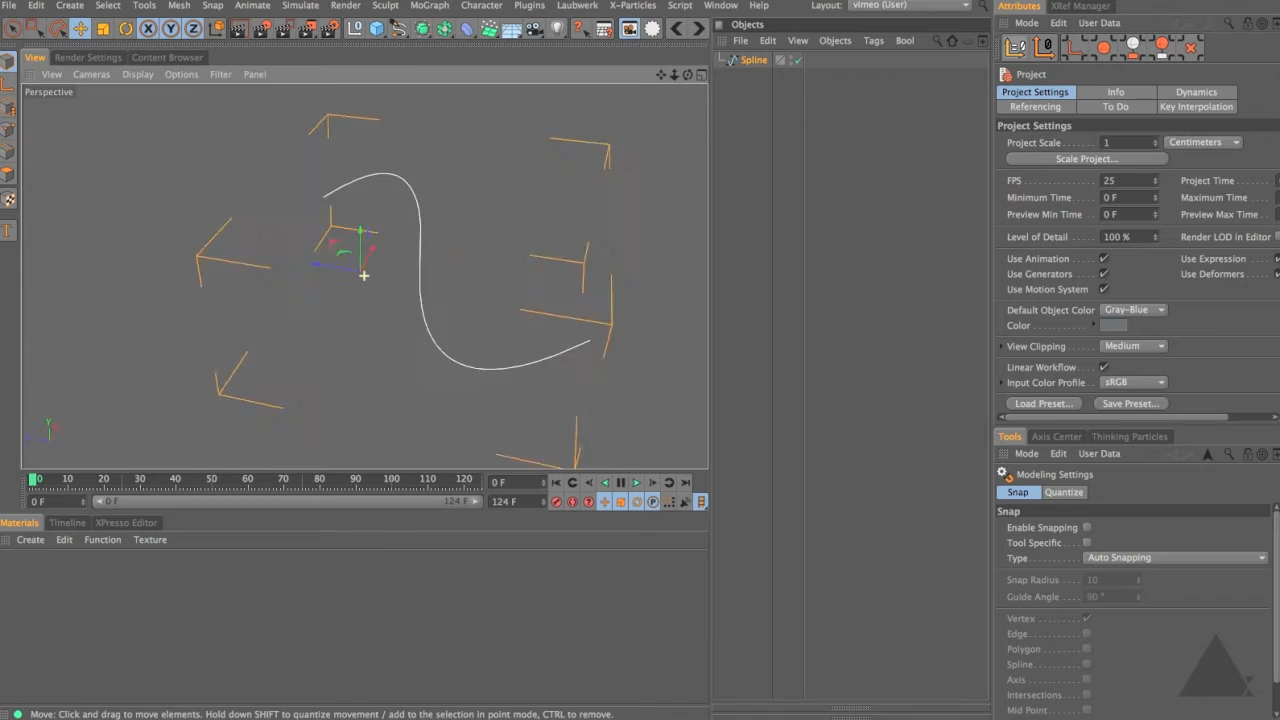 File Edit Create Select Tools Mesh Snap Animate Simulate Render Sculpt MoGraph Character Plugins Laubwerk X-Particles Script Window Help Layout: vimeo (User)
Attributes XRef Manager
Objects
Mode Edit User Data
File Edit View Objects Tags Bool
View Render Settings Content Browser
Spline
View Cameras Display Options Filter Panel
Project
Perspective
Project Settings Info Dynamics
Referencing To Do Key Interpolation
Project Settings
Project Scale 1 Centimeters
Scale Project...
FPS 25 Project Time
Minimum Time 0 F Maximum Time
Preview Min Time 0 F Preview Max Time
Level of Detail 100 % Render LOD in Editor
Use Animation Use Expression
Use Generators Use Deformers
Use Motion System
Default Object Color Gray-Blue
Color
View Clipping Medium
Linear Workflow
Input Color Profile sRGB
Load Preset... Save Preset...
Y
Tools Axis Center Thinking Particles
Mode Edit User Data
Modeling Settings
0 10 20 30 40 50 60 70 80 90 100 110 120 0 F
Snap Quantize
0 F 0 F 124 F 124 F
Snap
Materials Timeline XPresso Editor
Enable Snapping
Create Edit Function Texture
Tool Specific
Type Auto Snapping
Snap Radius 10
Guide Angle 90 °
Vertex
Edge
Polygon
Spline
Axis
Intersections
Mid Point
Move: Click and drag to move elements. Hold down SHIFT to quantize movement / add to the selection in point mode, CTRL to remove.